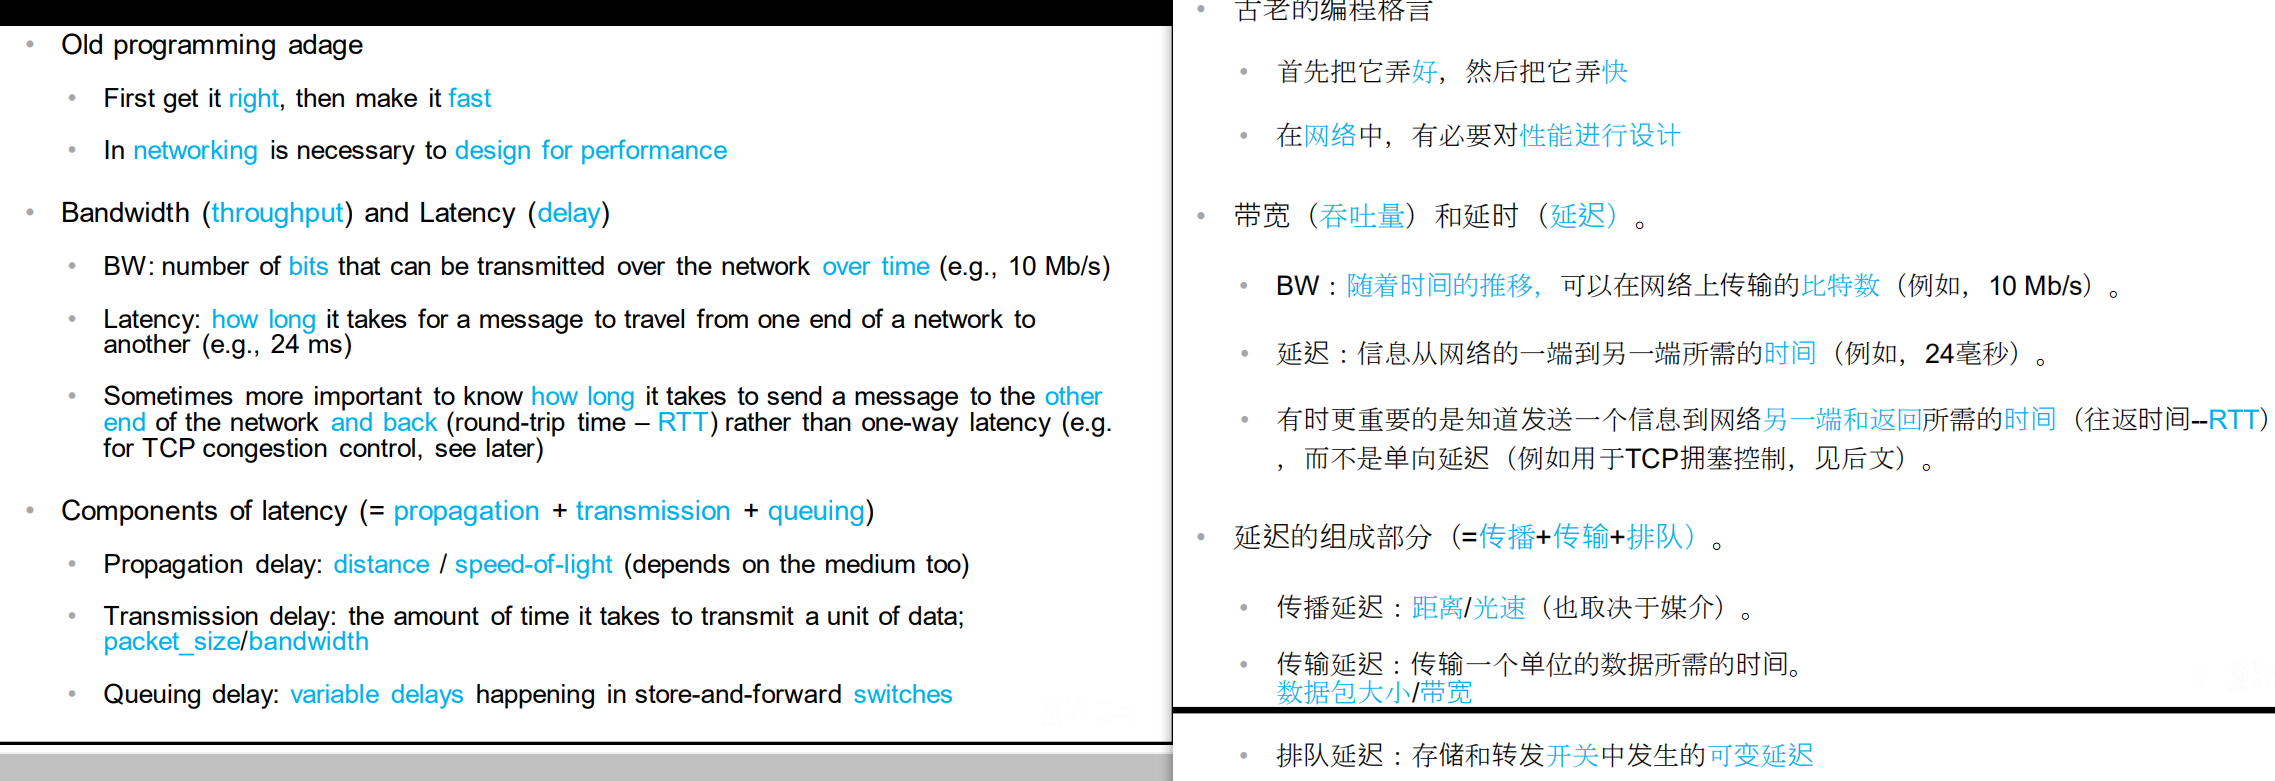 Old programming adage
First get it right, then make it fast
In networking is necessary to design for performance
Bandwidth (throughput) and Latency (delay)
BW: number of bits that can be transmitted over the network over time (e.g., 10 Mb/s)
Latency: how long it takes for a message to travel from one end of a network to
another (e.g., 24 ms)
Sometimes more important to know how long it takes to send a message to the other
end of the network and back (round-trip time – RTT) rather than one-way latency (e.g.
for TCP congestion control, see later)
Components of latency (= propagation + transmission + queuing)
Propagation delay: distance / speed-of-light (depends on the medium too)
Transmission delay: the amount of time it takes to transmit a unit of data;
packet_size/bandwidth
Queuing delay: variable delays happening in store-and-forward switches
古老的编程格言
首先把它弄好，然后把它弄快
在网络中，有必要对性能进行设计
带宽（吞吐量）和延时（延迟）。
BW：随着时间的推移，可以在网络上传输的比特数（例如，10 Mb/s）。
延迟：信息从网络的一端到另一端所需的时间（例如，24毫秒）。
有时更重要的是知道发送一个信息到网络另一端和返回所需的时间（往返时间--RTT）
，而不是单向延迟（例如用于TCP拥塞控制，见后文）。
延迟的组成部分（=传播+传输+排队）。
传播延迟：距离/光速（也取决于媒介）。
传输延迟：传输一个单位的数据所需的时间。
数据包大小/带宽
排队延迟：存储和转发开关中发生的可变延迟